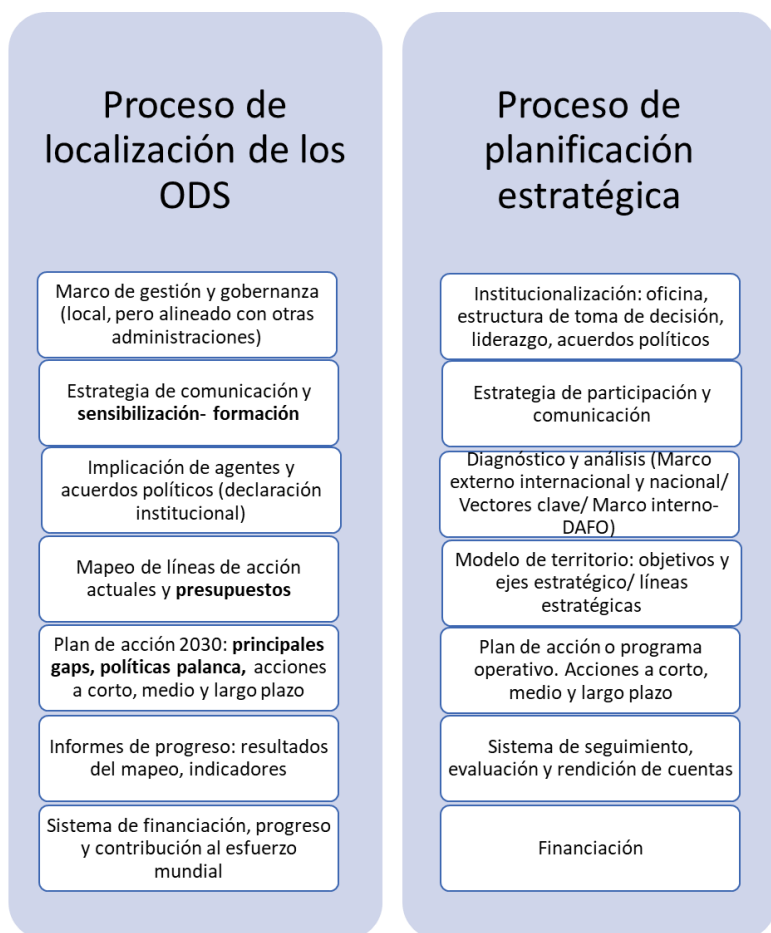 Proceso de
localización de los
ODS
Marco de gestión y gobernanza
(local, pero alineado con otras
administraciones)
Estrategia de comunicación y
sensibilización- formación
Implicación de agentes y
acuerdos políticos (declaración
institucional)
Mapeo de líneas de acción
actuales y presupuestos
Plan de acción 2030: principales
gaps, políticas palanca, acciones
a corto, medio y largo plazo
Informes de progreso: resultados
del mapeo, indicadores
Sistema de financiación, progreso
y contribución al esfuerzo
mundial
Proceso de
planificación
estratégica
Institucionalización: oficina,
estructura de toma de decisión,
liderazgo, acuerdos políticos
Estrategia de participación y
comunicación
Diagnóstico y análisis (Marco
externo internacional y nacional/
Vectores clave/ Marco interno-
DAFO)
Modelo de territorio: objetivos y
ejes estratégico/ líneas
estratégicas
Plan de acción o programa
operativo. Acciones a corto,
medio y largo plazo
Sistema de seguimiento,
evaluación y rendición de cuentas
Financiación